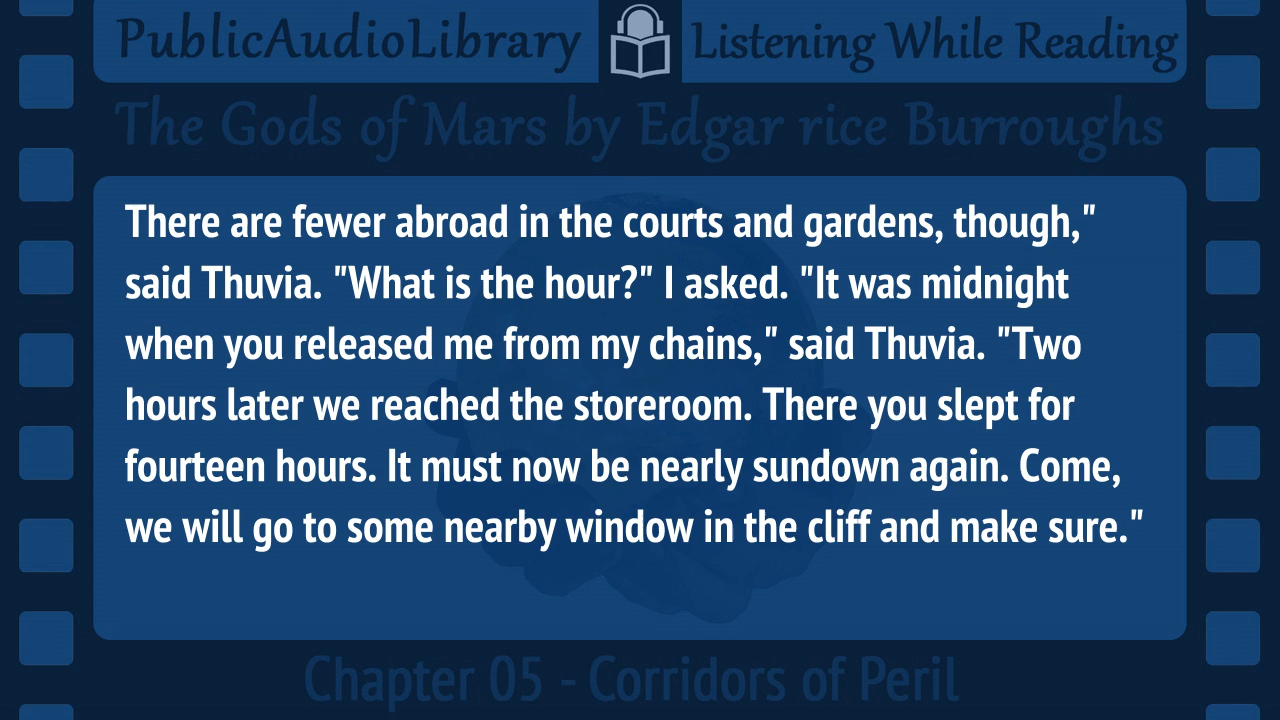 PublicAudioLibrary Listening While Reading
The Gods of Mars by Edgar rice Burroughs
There are fewer abroad in the courts and gardens, though,"
said Thuvia. "What is the hour?" I asked. "It was midnight
when you released me from my chains," said Thuvia. "Two
hours later we reached the storeroom. There you slept for
fourteen hours. It must now be nearly sundown again. Come,
we will go to some nearby window in the cliff and make sure."
Chapter 05 - Corridors of Peril